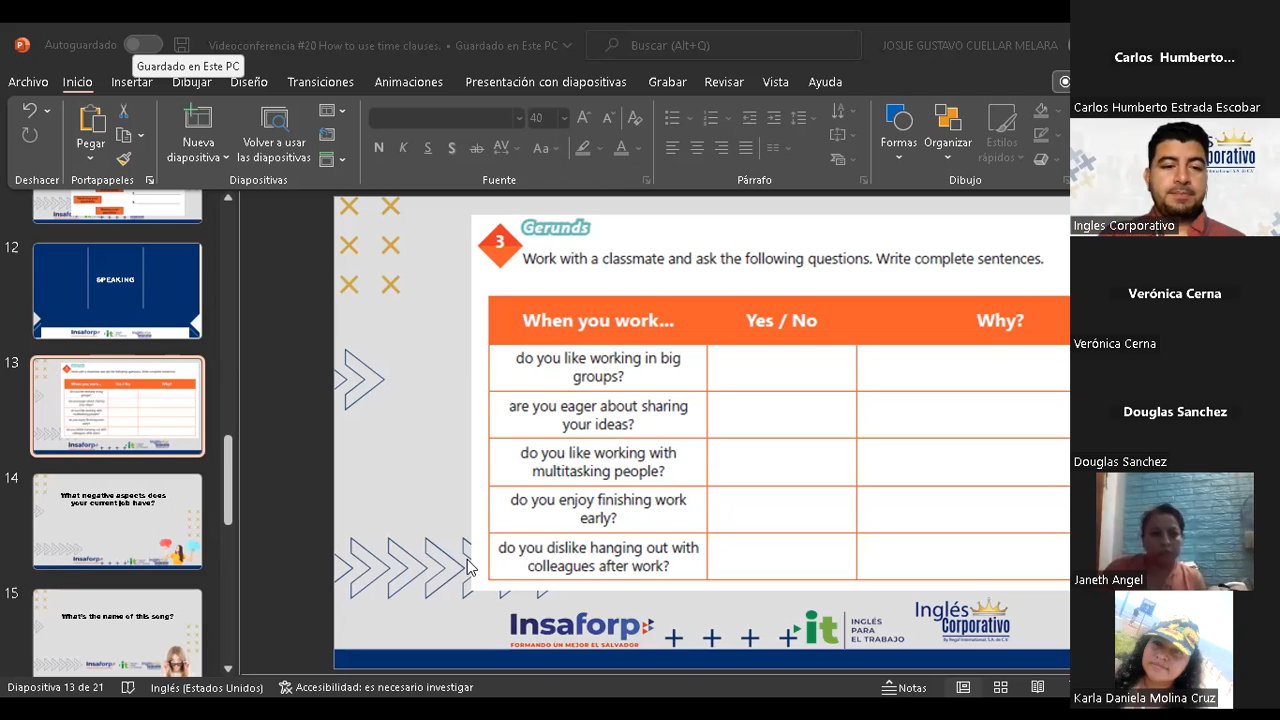 Autoguardado
Videoconferencia #20 How to use time clauses. • Guardado en Este PC
Buscar (Alt+Q)
JOSUE GUSTAVO CUELLAR MELARA
Guardado en Este PC
Archivo Inicio Insertar Dibujar Diseño Transiciones Animaciones Presentación con diapositivas Grabar Revisar Vista Ayuda
Pegar
Nueva
diapositiva
Volver a usar
las diapositivas
40
N K S S ab AV Aa A
Formas
Organizar
Estilos
rápidos
Deshacer Portapapeles Diapositivas Fuente Párrafo Dibujo
12
SPEAKING
13
14
What negative aspects does
your current job have?
15
What's the name of this song?
3
Gerunds
Work with a classmate and ask the following questions. Write complete sentences.
When you work... Yes / No Why?
do you like working in big
groups?
are you eager about sharing
your ideas?
do you like working with
multitasking people?
do you enjoy finishing work
early?
do you dislike hanging out with
colleagues after work?
Insaforp
FORMANDO UN MEJOR EL SALVADOR
it
INGLÉS
PARA
EL TRABAJO
Inglés
Corporativo
By Regal International, S.A. de C.V.
Diapositiva 13 de 21
Inglés (Estados Unidos)
Accesibilidad: es necesario investigar
Notas
Carlos Humberto...
Carlos Humberto Estrada Escobar
Ingles Corporativo
Verónica Cerna
Verónica Cerna
Douglas Sanchez
Douglas Sanchez
Janeth Angel
Karla Daniela Molina Cruz